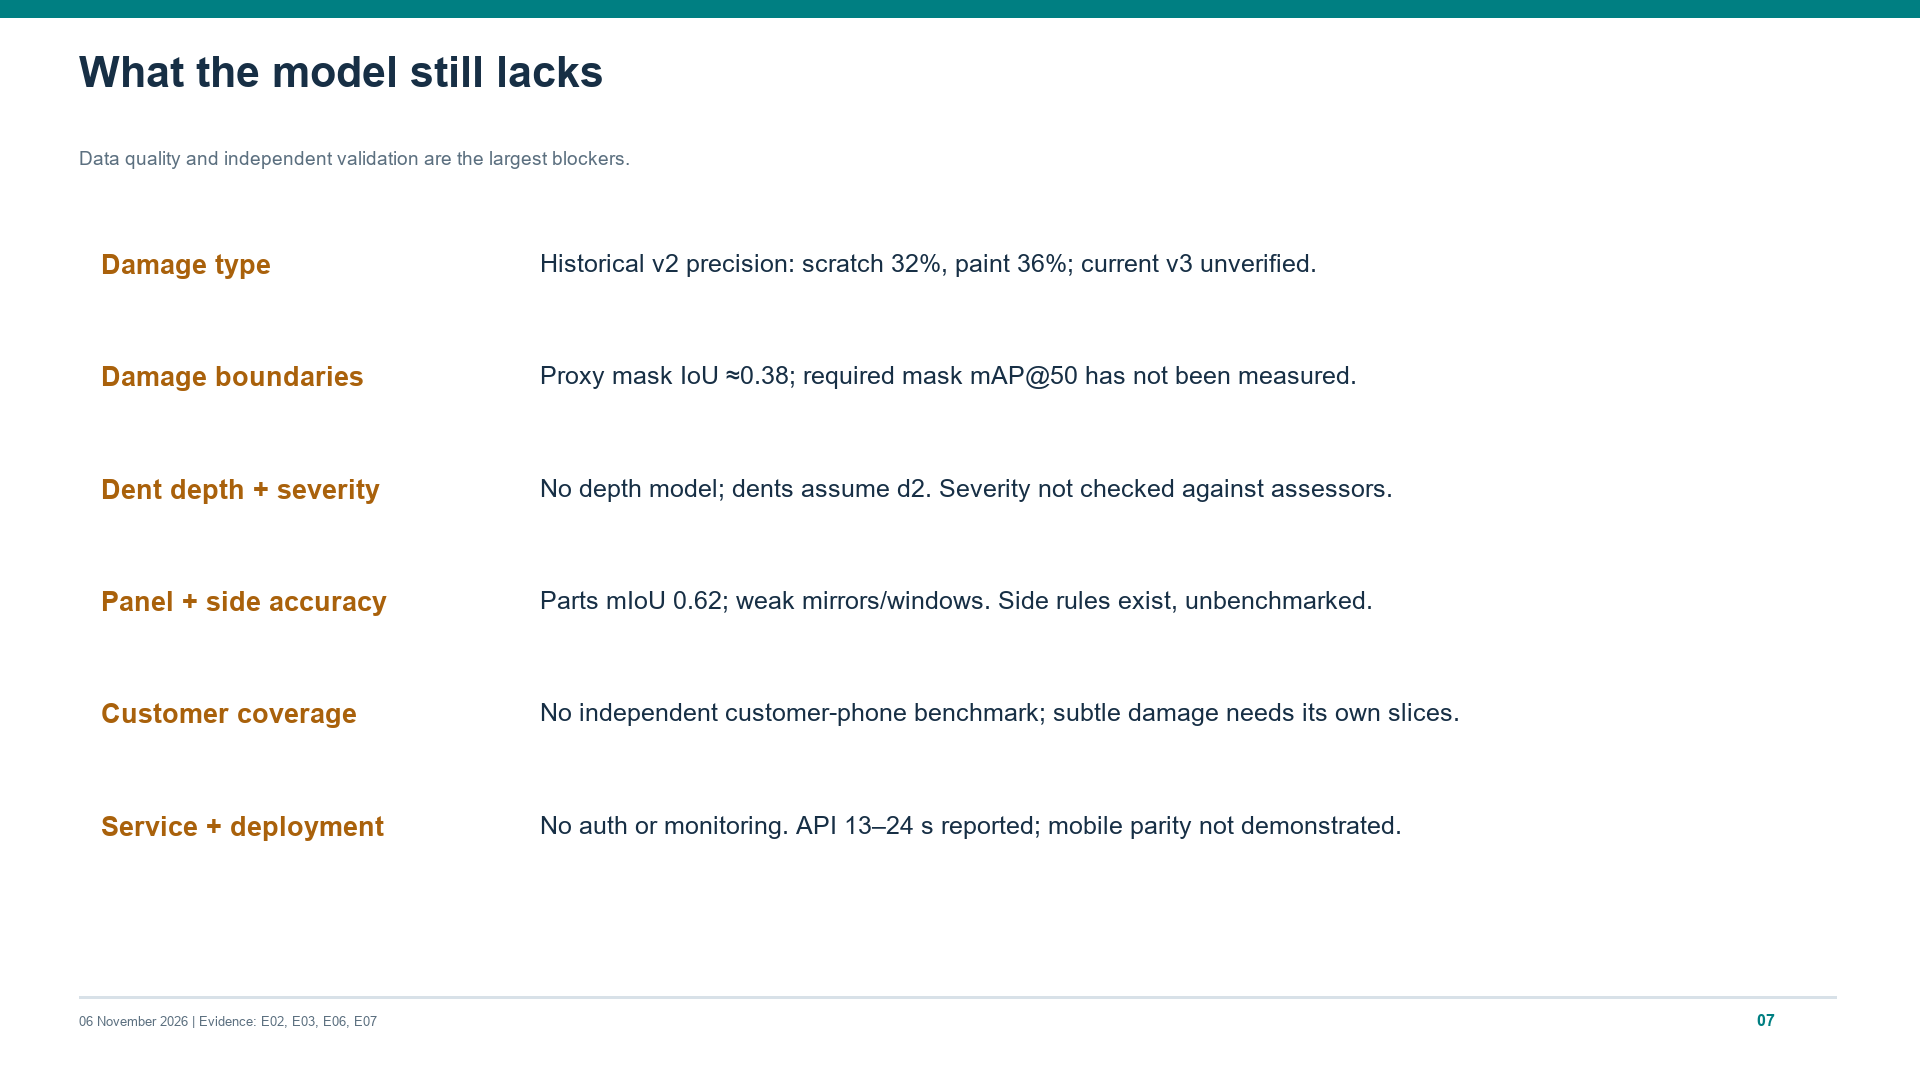 What the model still lacks
Data quality and independent validation are the largest blockers.
Damage type
Historical v2 precision: scratch 32%, paint 36%; current v3 unverified.
Damage boundaries
Proxy mask IoU ≈0.38; required mask mAP@50 has not been measured.
Dent depth + severity
No depth model; dents assume d2. Severity not checked against assessors.
Panel + side accuracy
Parts mIoU 0.62; weak mirrors/windows. Side rules exist, unbenchmarked.
Customer coverage
No independent customer-phone benchmark; subtle damage needs its own slices.
Service + deployment
No auth or monitoring. API 13–24 s reported; mobile parity not demonstrated.
06 November 2026 | Evidence: E02, E03, E06, E07
07